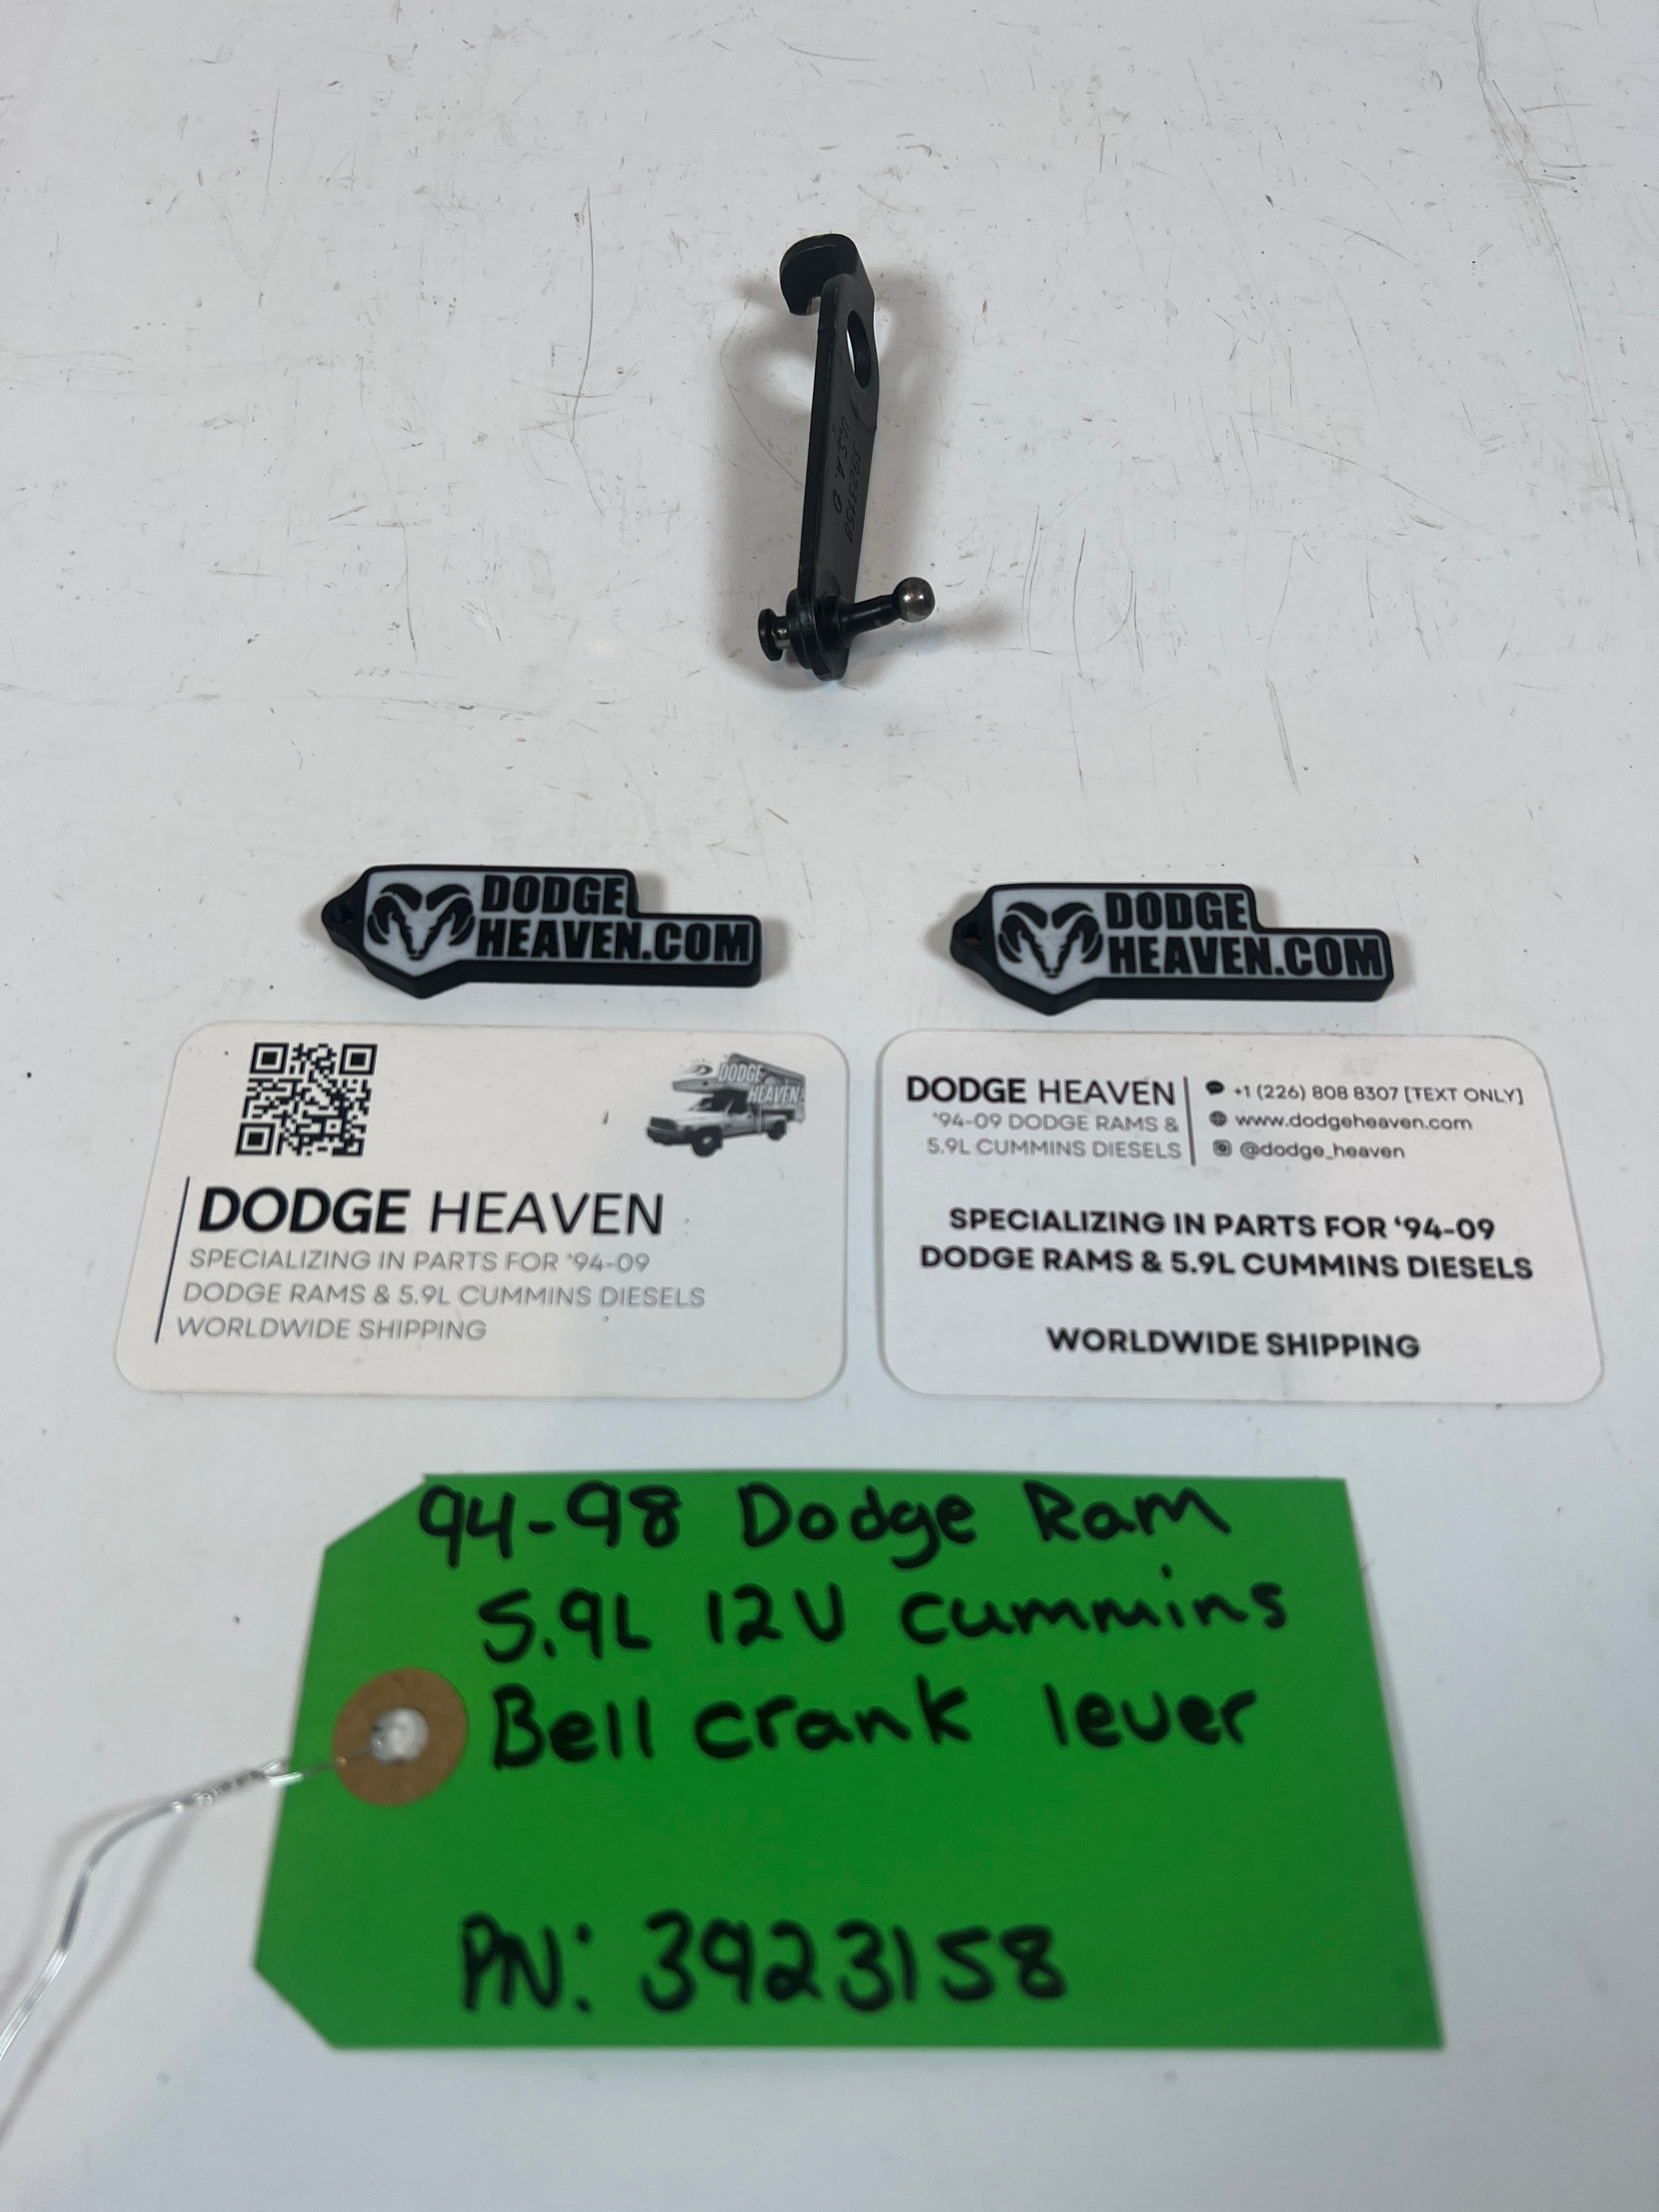 3923158
U.S.A. D
DODGE
HEAVEN.COM
DODGE
HEAVEN.COM
DODGE
HEAVEN
DODGE HEAVEN
SPECIALIZING IN PARTS FOR '94-09
DODGE RAMS & 5.9L CUMMINS DIESELS
WORLDWIDE SHIPPING
DODGE HEAVEN
'94-09 DODGE RAMS &
5.9L CUMMINS DIESELS
+1 (226) 808 8307 [TEXT ONLY]
www.dodgeheaven.com
@dodge_heaven
SPECIALIZING IN PARTS FOR '94-09
DODGE RAMS & 5.9L CUMMINS DIESELS
WORLDWIDE SHIPPING
94-98 Dodge Ram
5.9L 12V Cummins
Bell crank lever
PN: 3923158